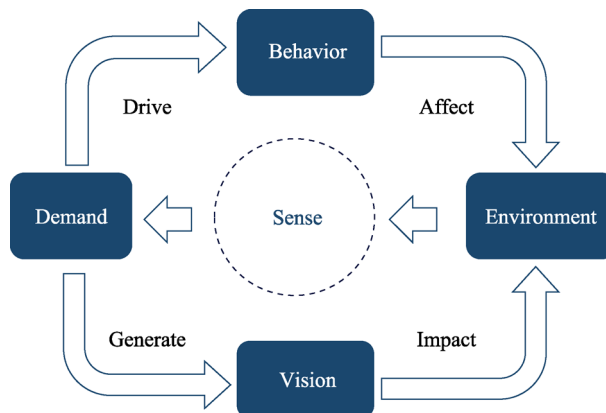 Behavior
Drive
Affect
Demand
Sense
Environment
Generate
Impact
Vision